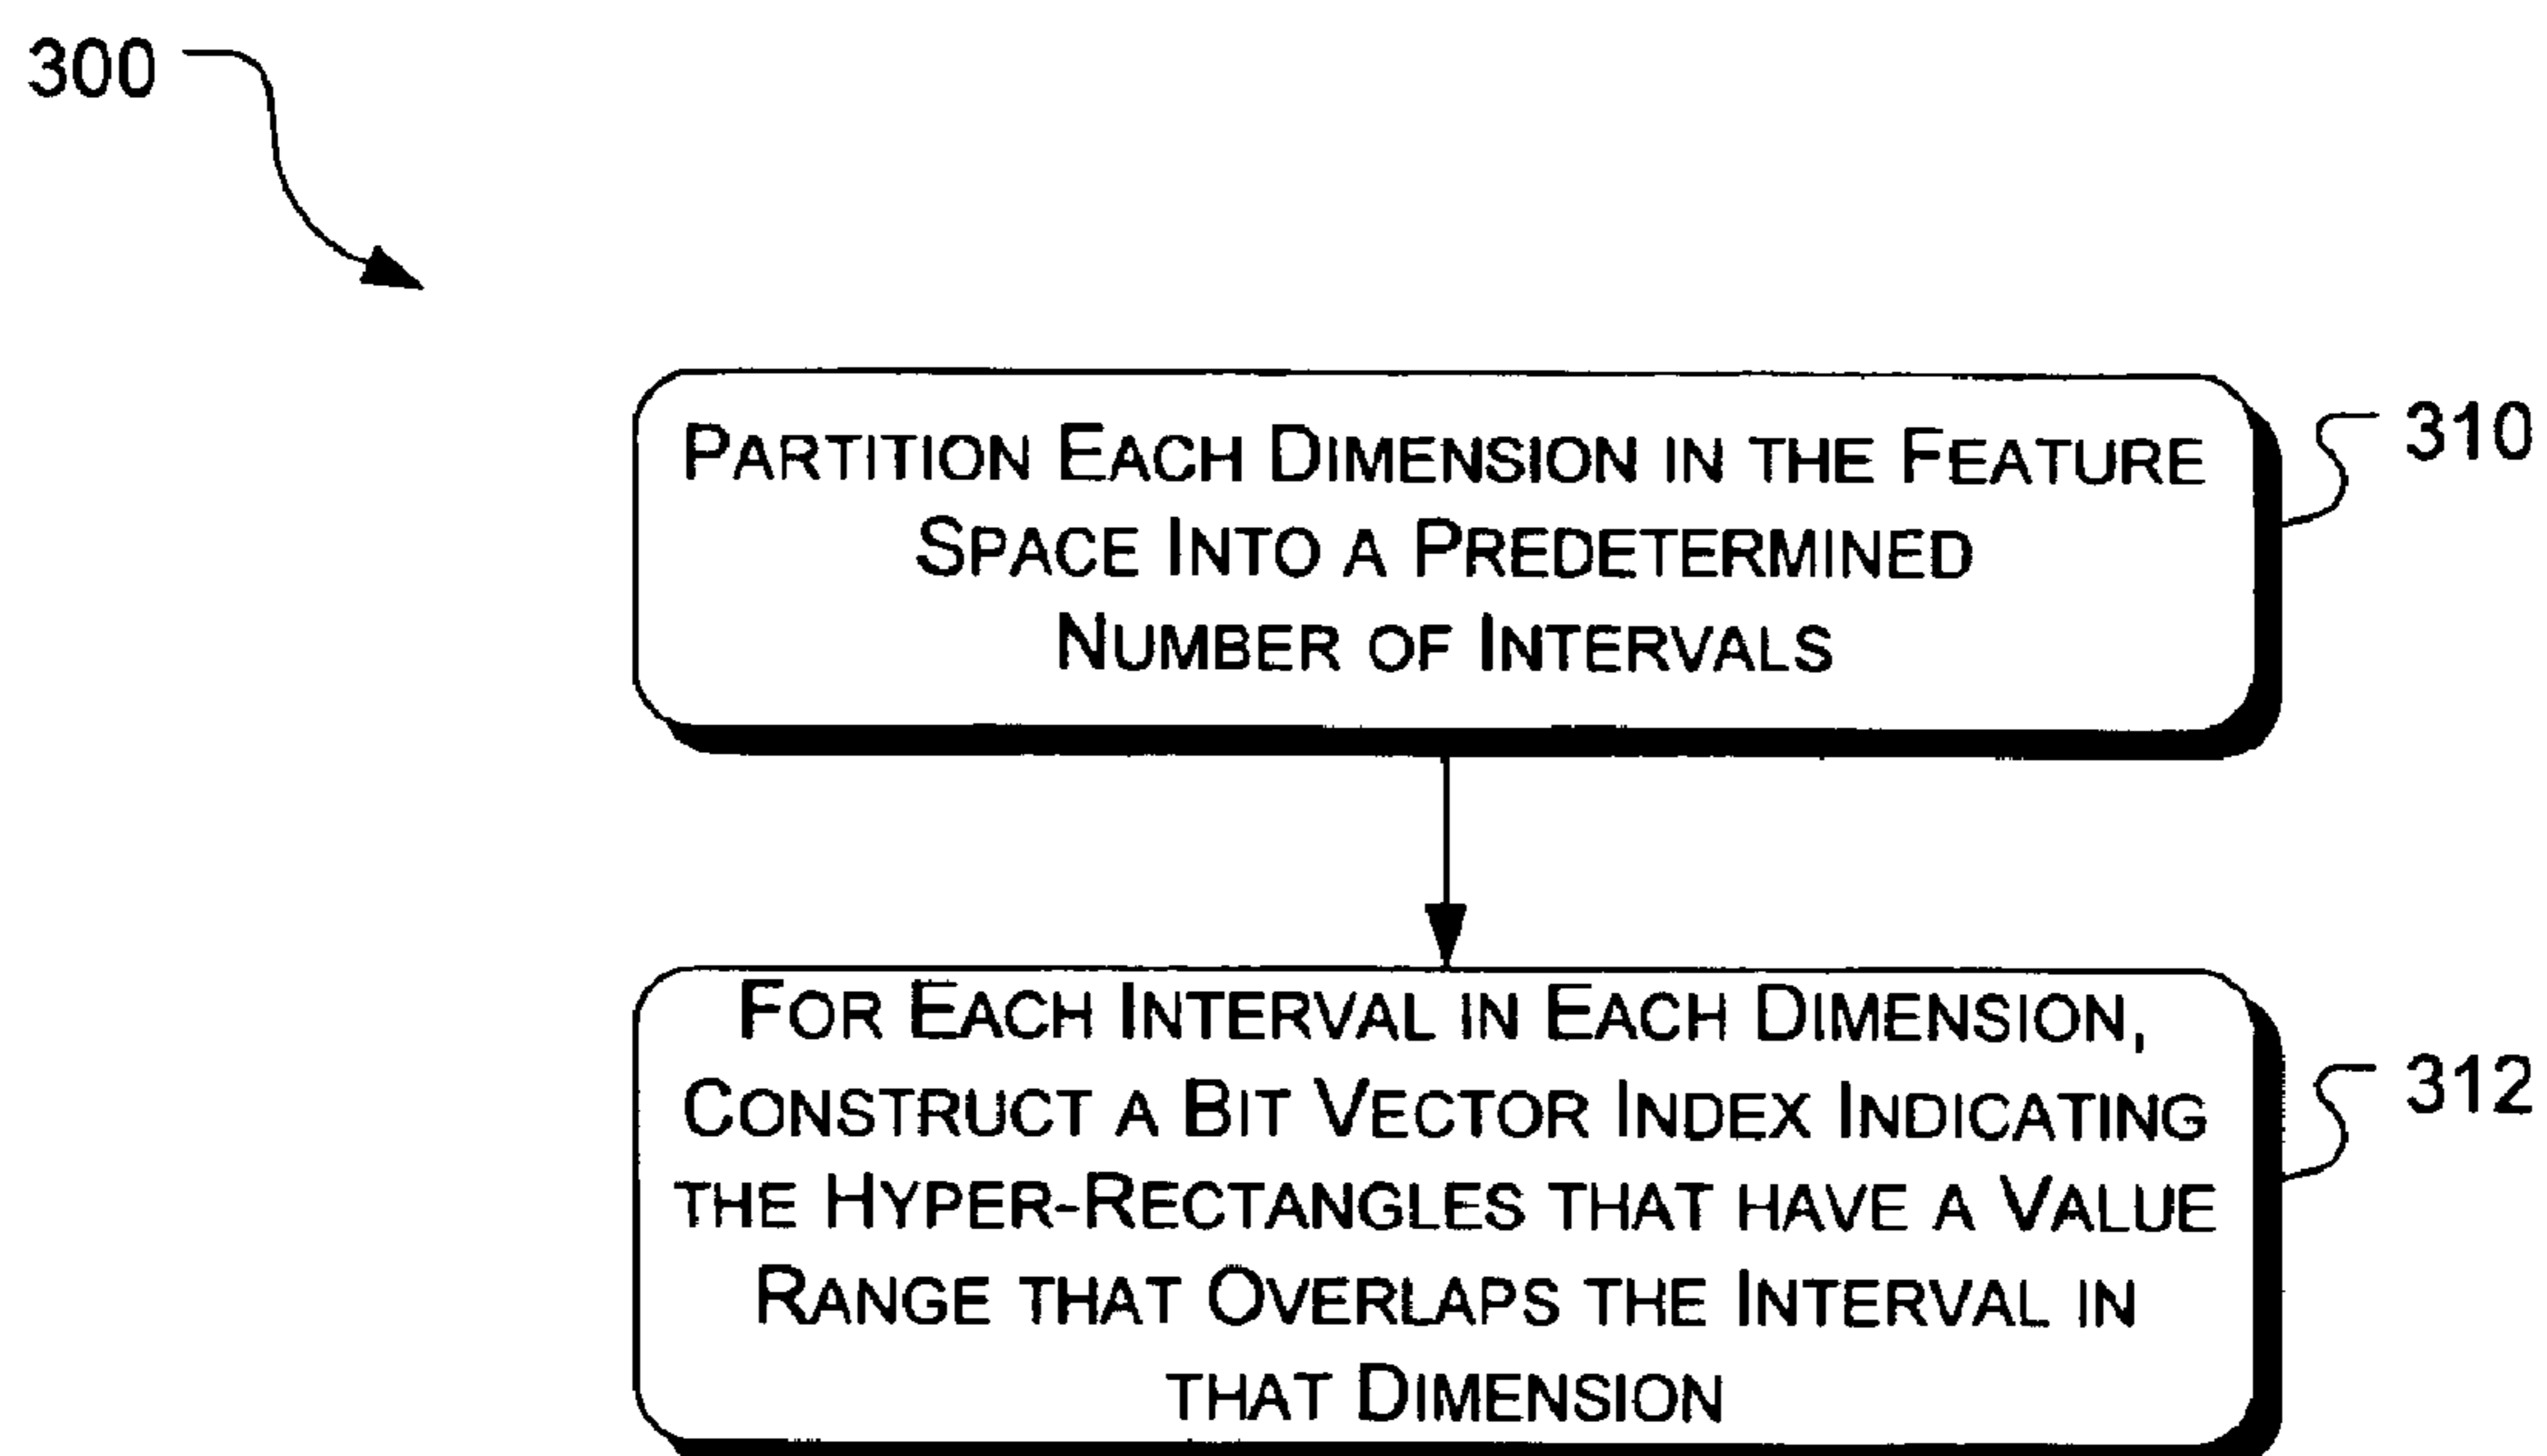 300
PARTITION EACH DIMENSION IN THE FEATURE
SPACE INTO A PREDETERMINED
NUMBER OF INTERVALS
310
FOR EACH INTERVAL IN EACH DIMENSION,
CONSTRUCT A BIT VECTOR INDEX INDICATING
THE HYPER-RECTANGLES THAT HAVE A VALUE
RANGE THAT OVERLAPS THE INTERVAL IN
THAT DIMENSION
312